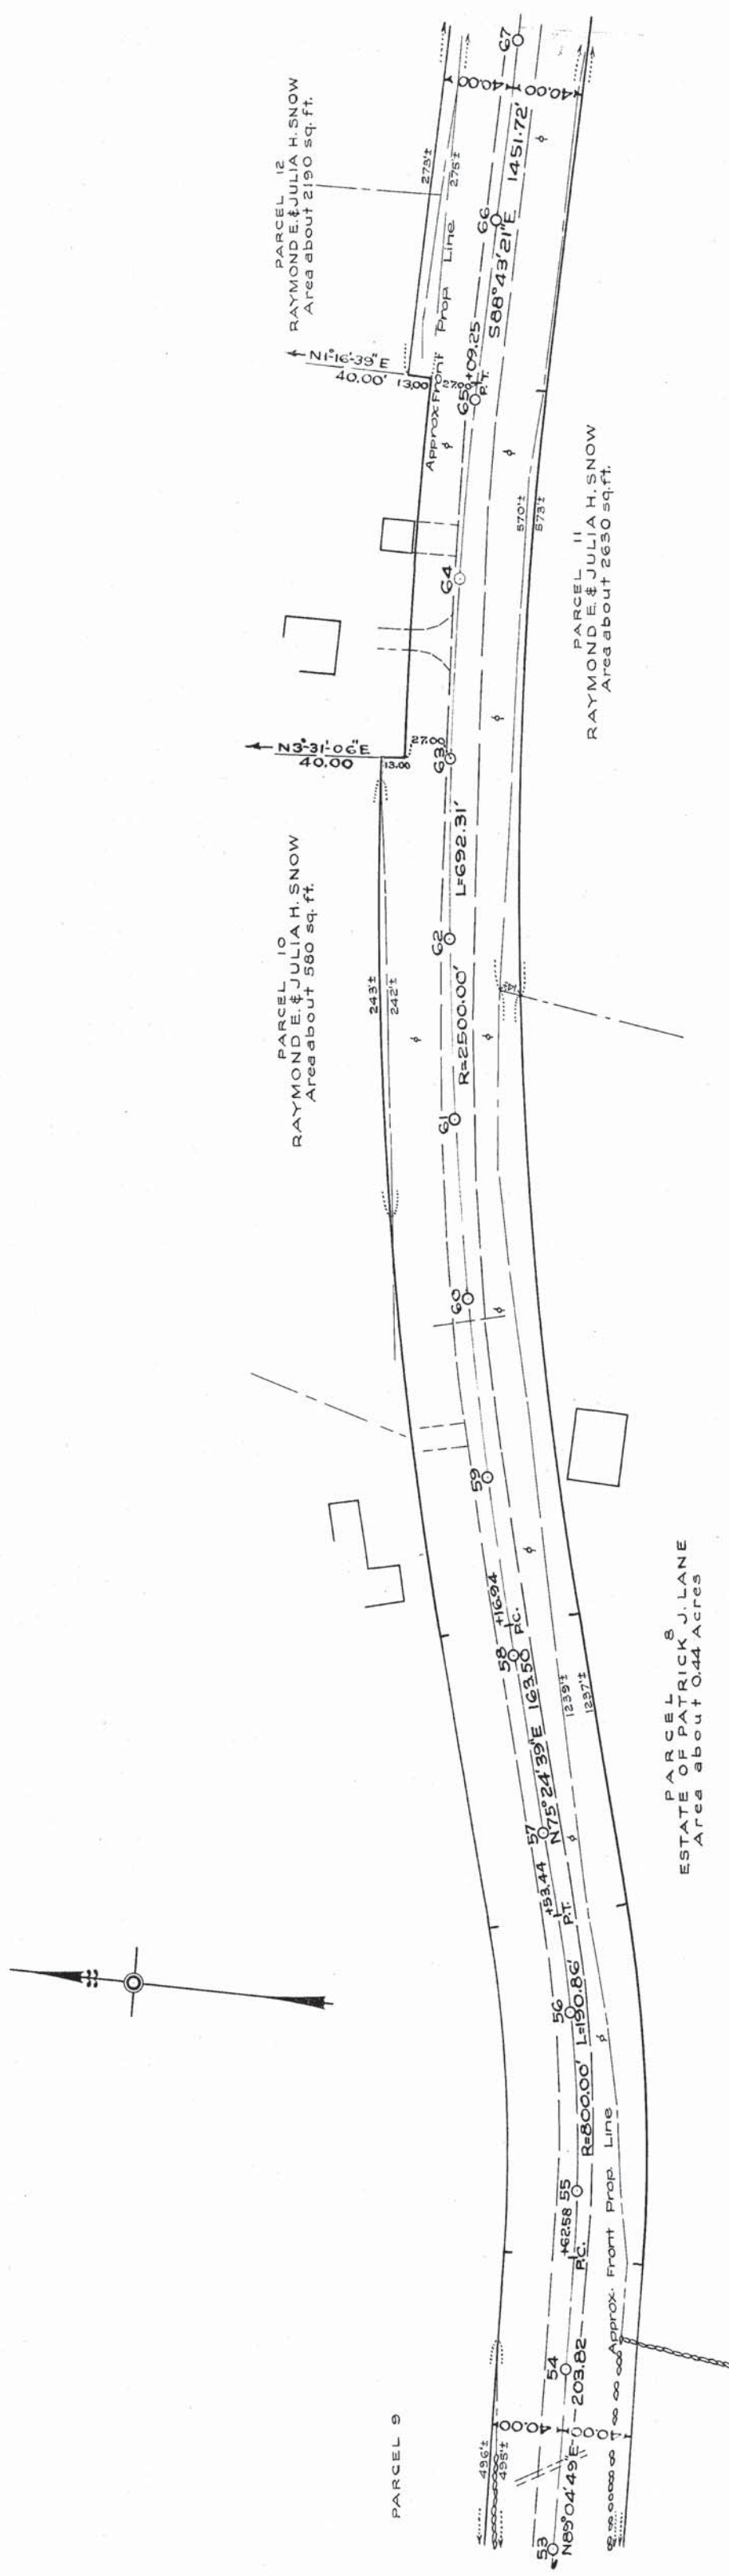 PARCEL 12
RAYMOND E. & JULIA H. SNOW
Area about 2190 sq. ft.
67
40.00
40.00
1451.72'
273'±
275'±
66
S88°43'21"E
Approx Front Prop Line
N1°-16'-39"E
40.00'
13.00
27.00
65
+09.25
P.T.
570'±
573'±
PARCEL 11
RAYMOND E. & JULIA H. SNOW
Area about 2630 sq. ft.
64
N3°-31'-06"E
40.00
13.00
27.00
63
L=692.31'
62
R=2500.00'
61
PARCEL 10
RAYMOND E. & JULIA H. SNOW
Area about 580 sq. ft.
243'±
242'±
60
59
+16.94
P.C.
58
163.50
N75°24'39"E
57
1239'±
1237'±
PARCEL 8
ESTATE OF PATRICK J. LANE
Area about 0.44 Acres
+53.44
P.T.
56
L=190.86'
R=800.00'
55
+62.58
P.C.
Approx. Front Prop. Line
54
203.82
N89°04'49"E
40.00
40.00
53
496'±
495'±
PARCEL 9